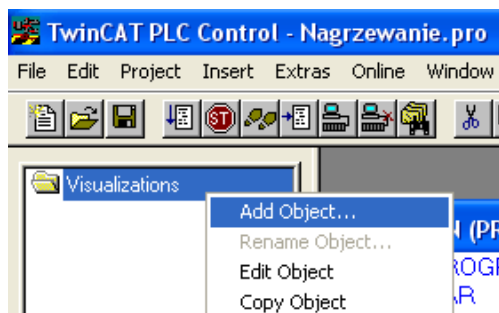 TwinCAT PLC Control - Nagrzewanie.pro
File Edit Project Insert Extras Online Window
ST
Visualizations
Add Object...
Rename Object...
Edit Object
Copy Object